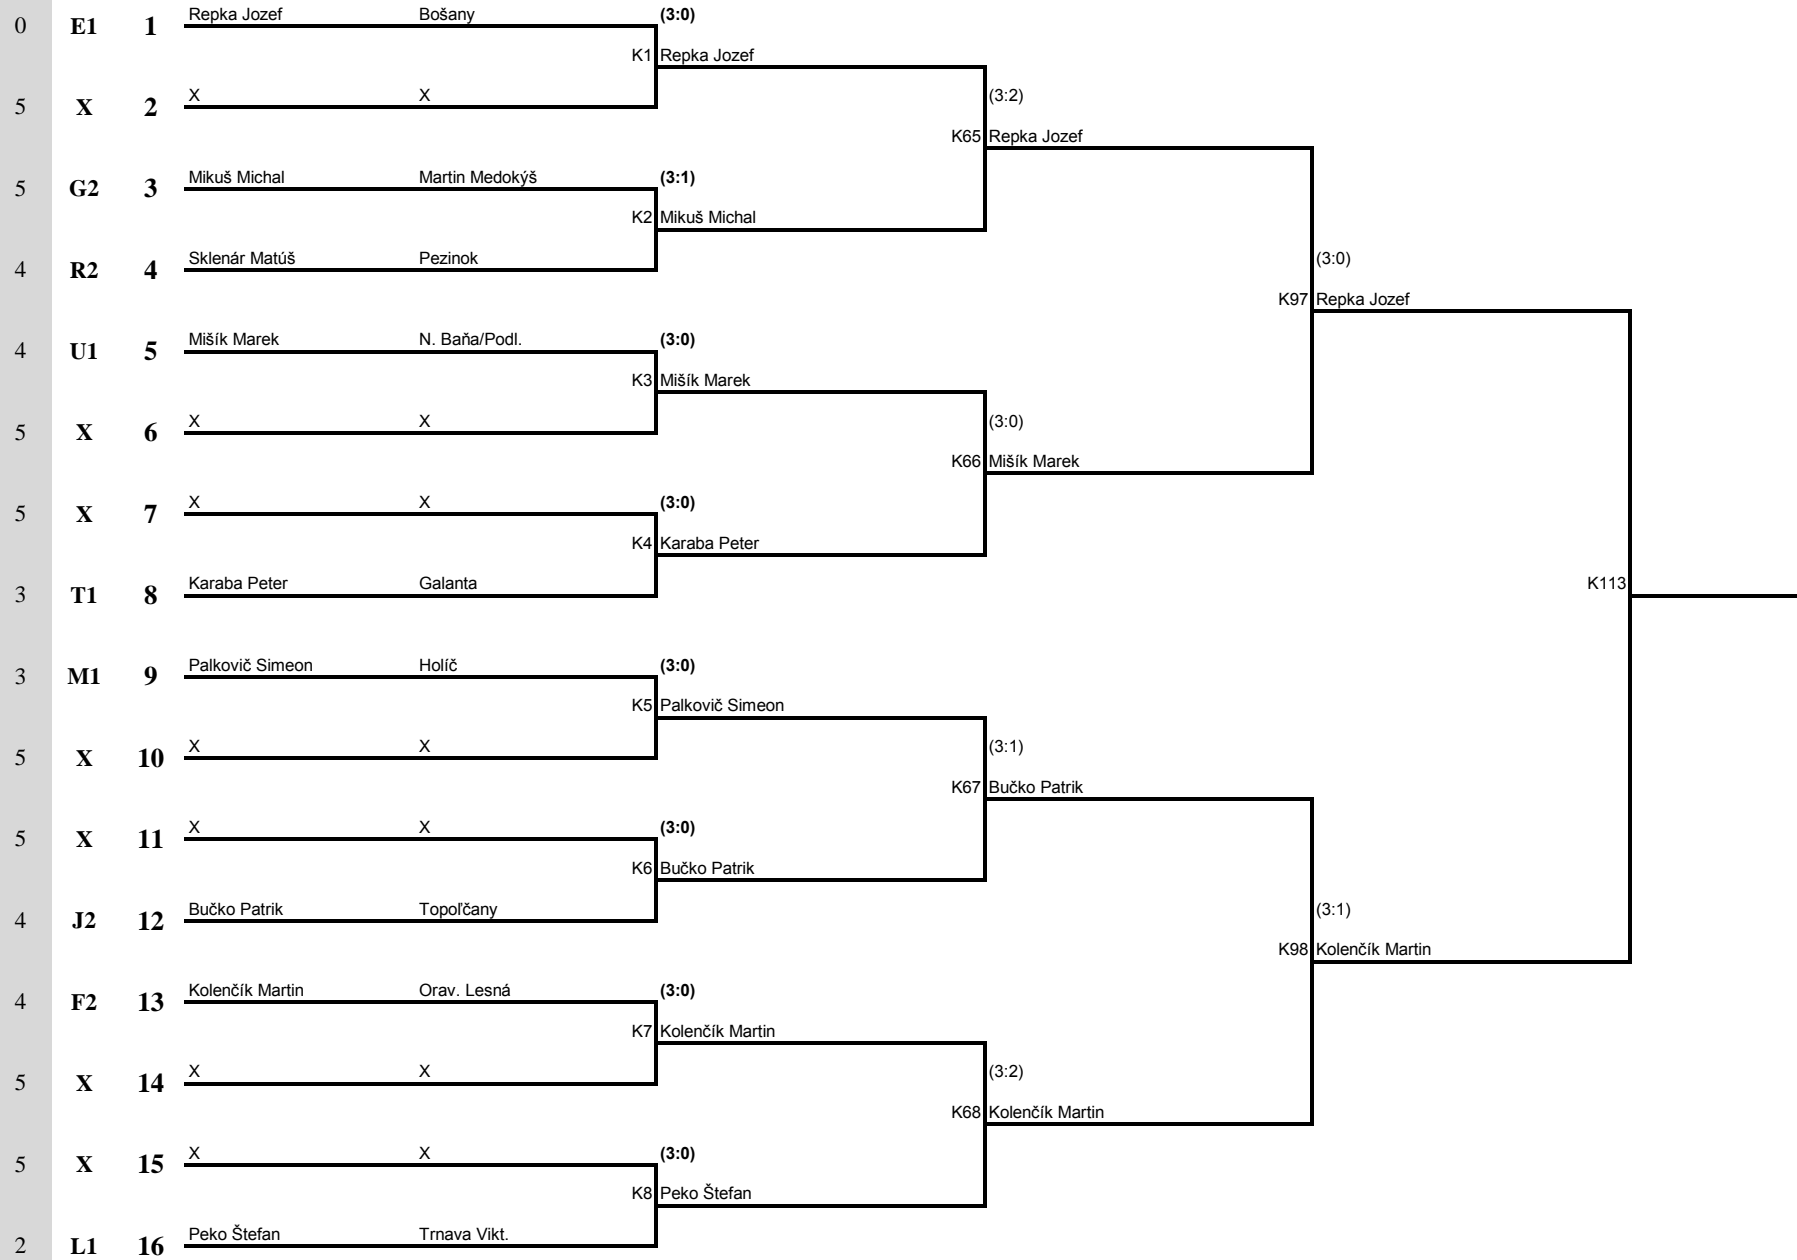 0 E1 1 Repka Jozef Bošany (3:0)
K1 Repka Jozef
5 X 2 X X (3:2)
K65 Repka Jozef
5 G2 3 Mikuš Michal Martin Medokýš (3:1)
K2 Mikuš Michal
4 R2 4 Sklenár Matúš Pezinok (3:0)
K97 Repka Jozef
4 U1 5 Mišík Marek N. Baňa/Podl. (3:0)
K3 Mišík Marek
5 X 6 X X (3:0)
K66 Mišík Marek
5 X 7 X X (3:0)
K4 Karaba Peter
3 T1 8 Karaba Peter Galanta K113
3 M1 9 Palkovič Simeon Holíč (3:0)
K5 Palkovič Simeon
5 X 10 X X (3:1)
K67 Bučko Patrik
5 X 11 X X (3:0)
K6 Bučko Patrik
4 J2 12 Bučko Patrik Topoľčany (3:1)
K98 Kolenčík Martin
4 F2 13 Kolenčík Martin Orav. Lesná (3:0)
K7 Kolenčík Martin
5 X 14 X X (3:2)
K68 Kolenčík Martin
5 X 15 X X (3:0)
K8 Peko Štefan
2 L1 16 Peko Štefan Trnava Vikt.